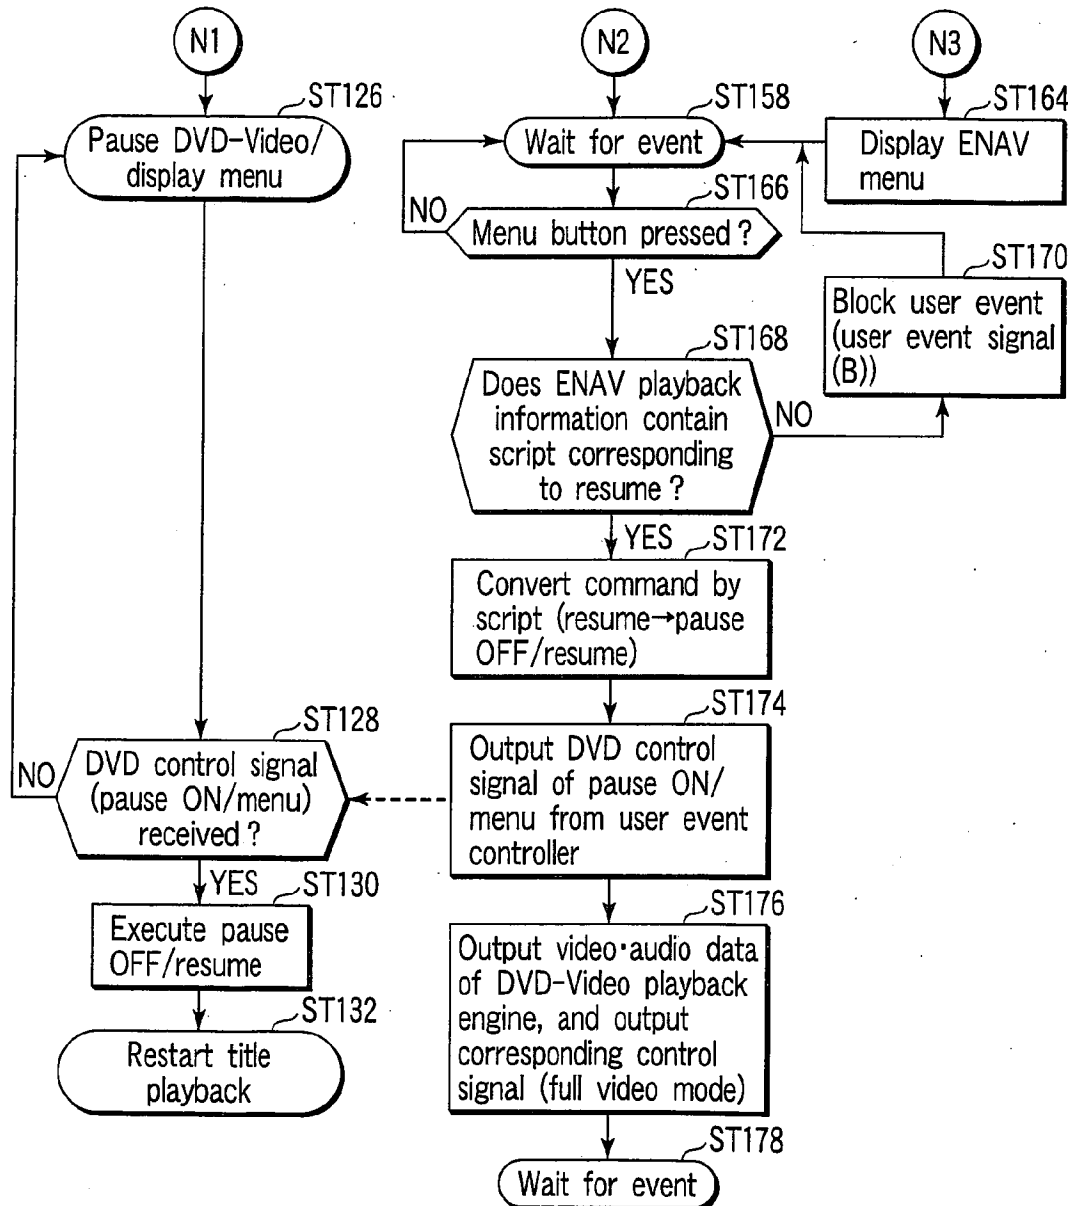 N1
ST126
Pause DVD-Video/
display menu
NO
ST128
DVD control signal
(pause ON/menu)
received?
YES
ST130
Execute pause
OFF/resume
ST132
Restart title
playback
N2
ST158
Wait for event
ST166
NO
Menu button pressed?
YES
ST168
Does ENAV playback
information contain
script corresponding
to resume?
NO
YES
ST172
Convert command by
script (resume→pause
OFF/resume)
ST174
Output DVD control
signal of pause ON/
menu from user event
controller
ST176
Output video·audio data
of DVD-Video playback
engine, and output
corresponding control
signal (full video mode)
ST178
Wait for event
N3
ST164
Display ENAV
menu
ST170
Block user event
(user event signal
(B))